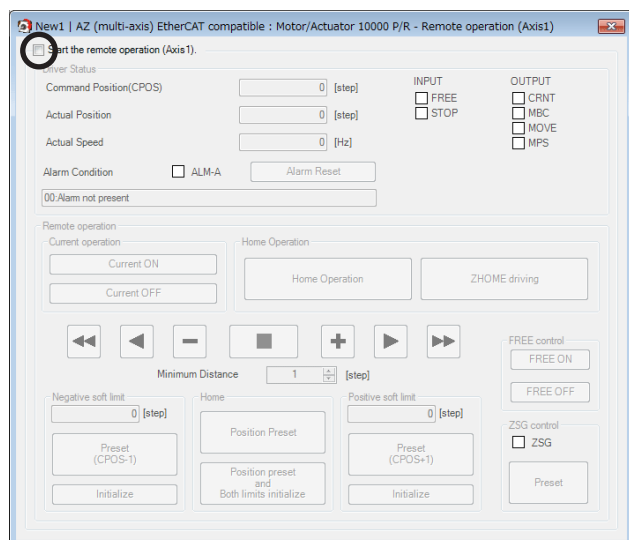 New1 | AZ (multi-axis) EtherCAT compatible : Motor/Actuator 10000 P/R - Remote operation (Axis1)
Start the remote operation (Axis1).
Driver Status
Command Position(CPOS) 0 [step]
Actual Position 0 [step]
Actual Speed 0 [Hz]
INPUT
FREE
STOP
OUTPUT
CRNT
MBC
MOVE
MPS
Alarm Condition ALM-A Alarm Reset
00:Alarm not present
Remote operation
Current operation
Current ON
Current OFF
Home Operation
Home Operation ZHOME driving
Minimum Distance 1 [step]
FREE control
FREE ON
FREE OFF
Negative soft limit
0 [step]
Preset
(CPOS-1)
Initialize
Home
Position Preset
Position preset
and
Both limits initialize
Positive soft limit
0 [step]
Preset
(CPOS+1)
Initialize
ZSG control
ZSG
Preset